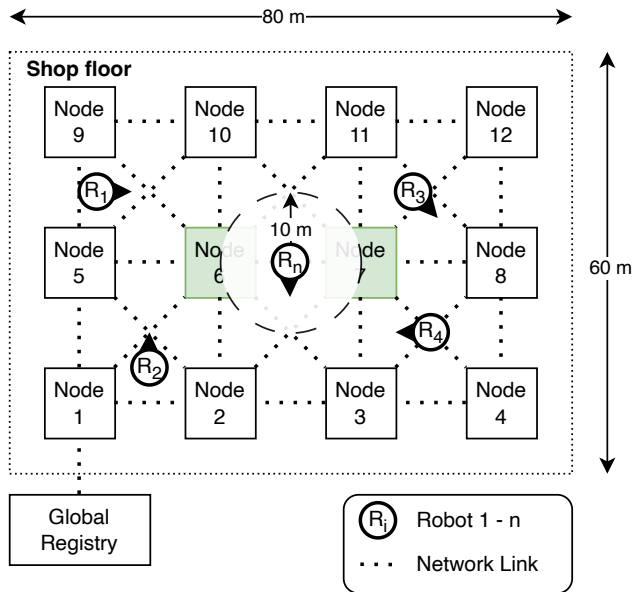 80 m
Shop floor
Node
9
Node
10
Node
11
Node
12
R1
R3
10 m
Node
5
Node
6
Rn
Node
7
Node
8
60 m
R2
R4
Node
1
Node
2
Node
3
Node
4
Global
Registry
Ri
Robot 1 - n
Network Link